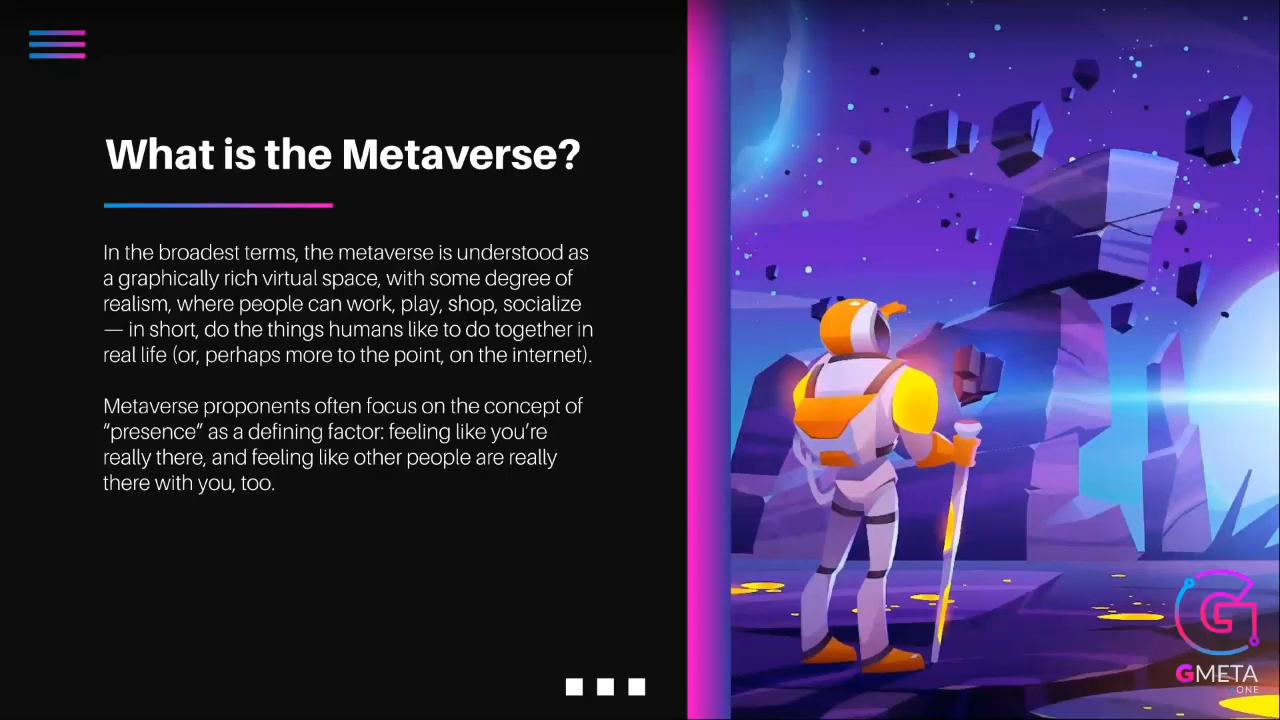 What is the Metaverse?
In the broadest terms, the metaverse is understood as
a graphically rich virtual space, with some degree of
realism, where people can work, play, shop, socialize
— in short, do the things humans like to do together in
real life (or, perhaps more to the point, on the internet).
Metaverse proponents often focus on the concept of
“presence” as a defining factor: feeling like you’re
really there, and feeling like other people are really
there with you, too.
G
GMETA
ONE